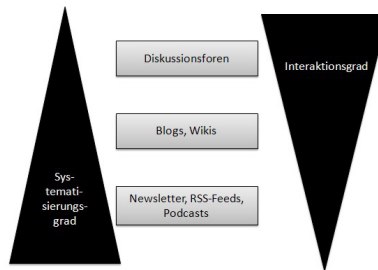 Diskussionsforen
Interaktionsgrad
Blogs, Wikis
Sys-
temati-
sierungs-
grad
Newsletter, RSS-Feeds,
Podcasts